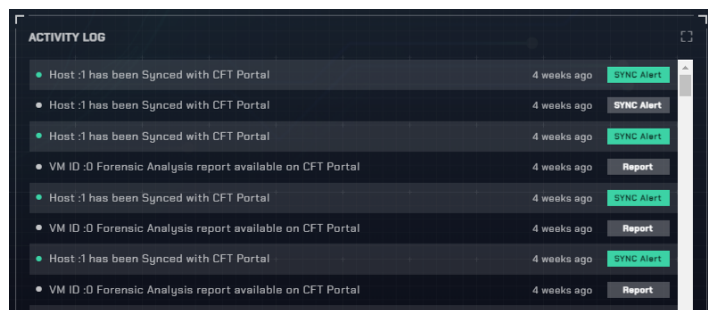 ACTIVITY LOG
Host :1 has been Synced with CFT Portal 4 weeks ago SYNC Alert
Host :1 has been Synced with CFT Portal 4 weeks ago SYNC Alert
Host :1 has been Synced with CFT Portal 4 weeks ago SYNC Alert
VM ID :0 Forensic Analysis report available on CFT Portal 4 weeks ago Report
Host :1 has been Synced with CFT Portal 4 weeks ago SYNC Alert
VM ID :0 Forensic Analysis report available on CFT Portal 4 weeks ago Report
Host :1 has been Synced with CFT Portal 4 weeks ago SYNC Alert
VM ID :0 Forensic Analysis report available on CFT Portal 4 weeks ago Report